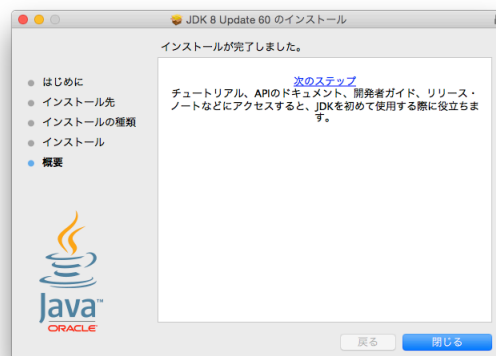 JDK 8 Update 60 のインストール
インストールが完了しました。
はじめに
インストール先
インストールの種類
インストール
概要
次のステップ
チュートリアル、APIのドキュメント、開発者ガイド、リリース・
ノートなどにアクセスすると、JDKを初めて使用する際に役立ちま
す。
Java™
ORACLE
戻る
閉じる